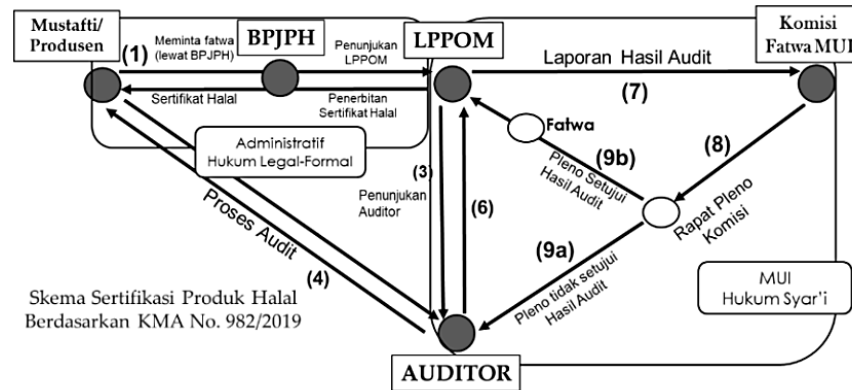 Mustafti/
Produsen
(1)
Meminta fatwa
(lewat BPJPH)
BPJPH
Penunjukan
LPPOM
LPPOM
Komisi
Fatwa MUI
Laporan Hasil Audit
(7)
Sertifikat Halal
Penerbitan
Sertifikat Halal
Administratif
Hukum Legal-Formal
Fatwa
(8)
(9b)
Pleno Setujui
Hasil Audit
(3)
Penunjukan
Auditor
(6)
Rapat Pleno
Komisi
Proses Audit
(4)
(9a)
Pleno tidak setujui
Hasil Audit
MUI
Hukum Syar'i
Skema Sertifikasi Produk Halal
Berdasarkan KMA No. 982/2019
AUDITOR